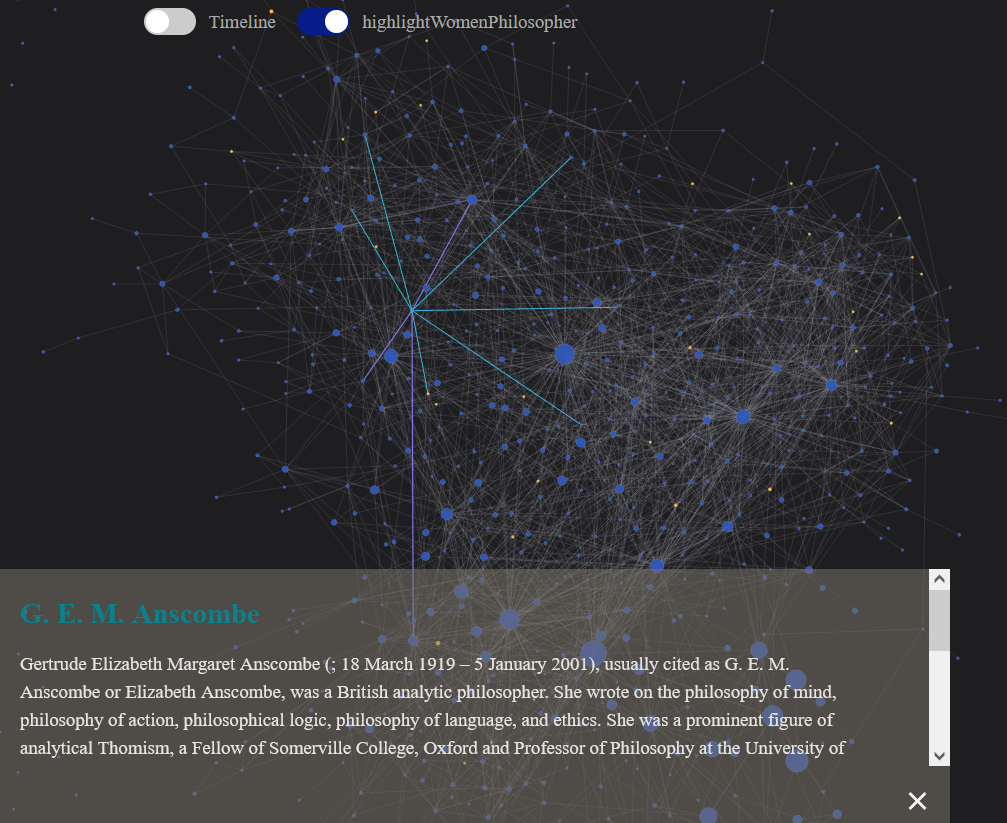 Timeline highlightWomenPhilosopher
G. E. M. Anscombe
Gertrude Elizabeth Margaret Anscombe (; 18 March 1919 – 5 January 2001), usually cited as G. E. M.
Anscombe or Elizabeth Anscombe, was a British analytic philosopher. She wrote on the philosophy of mind,
philosophy of action, philosophical logic, philosophy of language, and ethics. She was a prominent figure of
analytical Thomism, a Fellow of Somerville College, Oxford and Professor of Philosophy at the University of